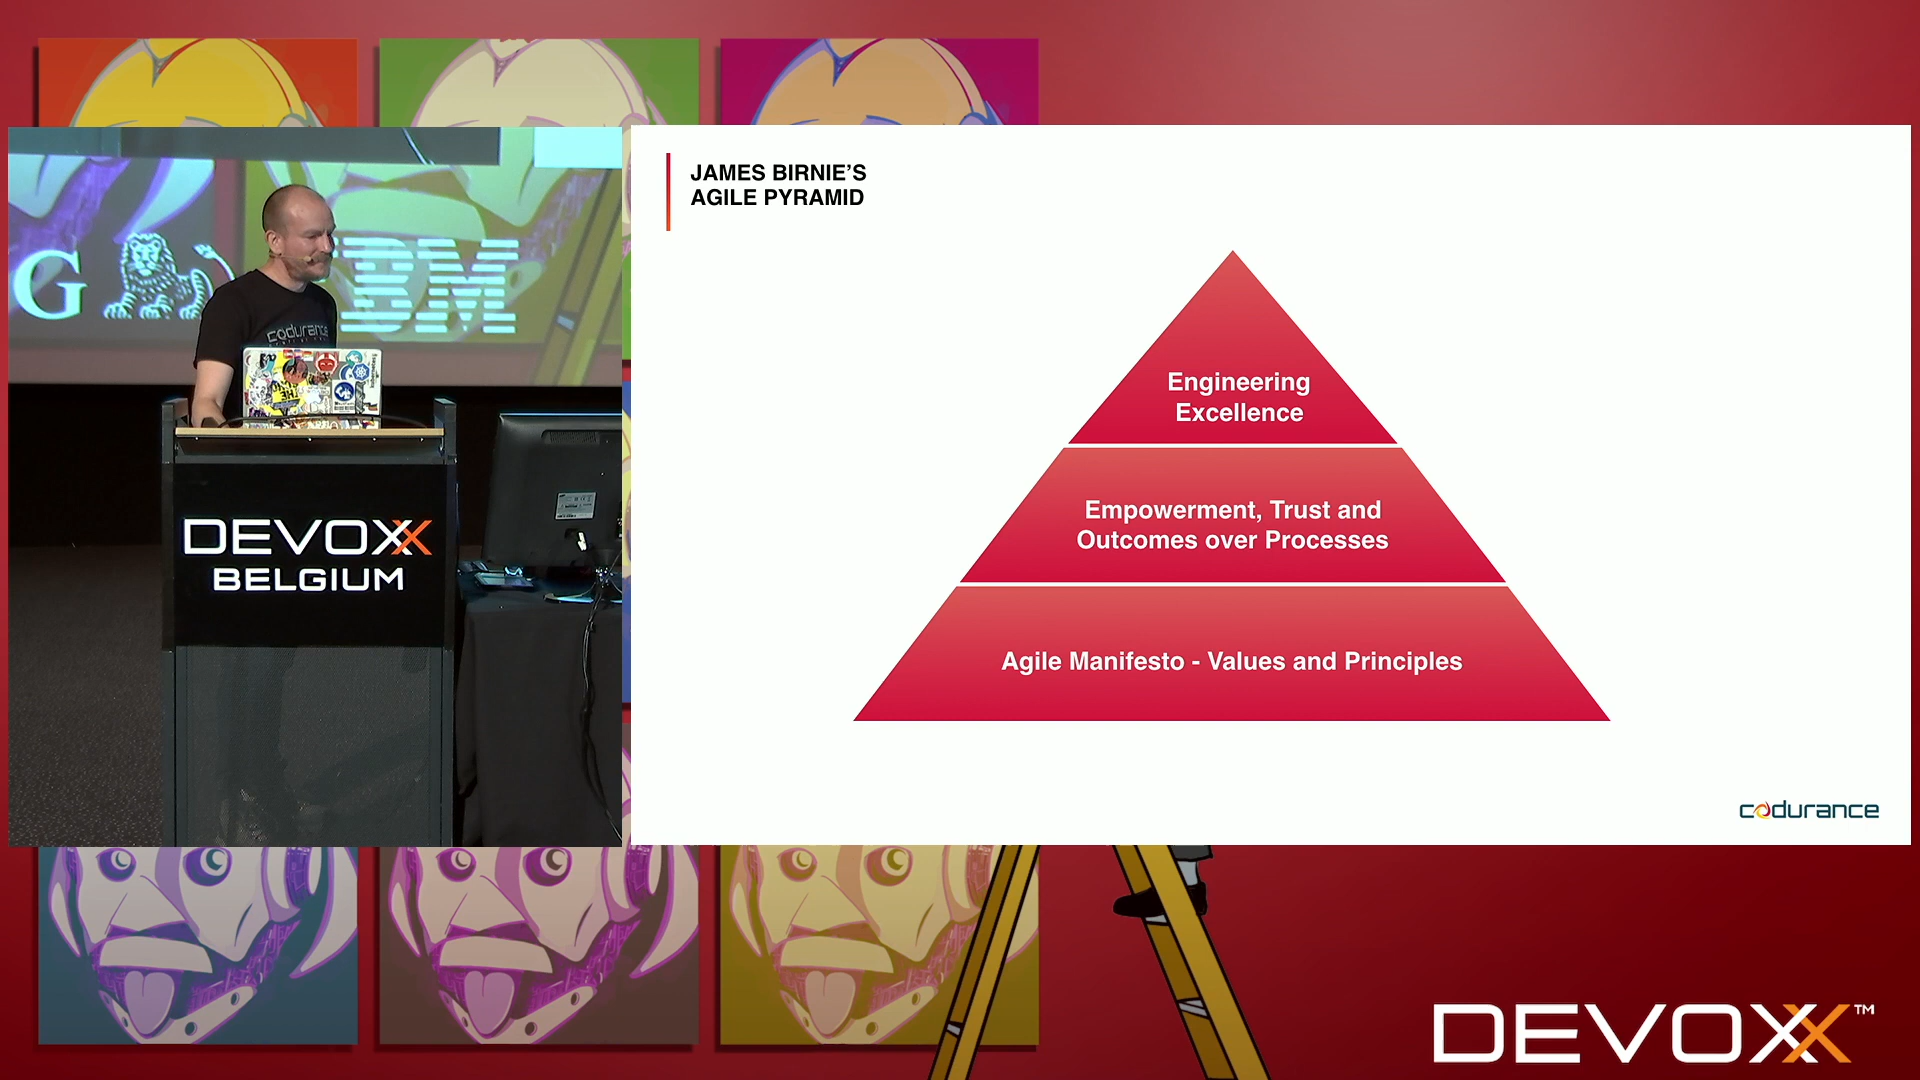 JAMES BIRNIE'S
AGILE PYRAMID
Engineering
Excellence
Empowerment, Trust and
Outcomes over Processes
Agile Manifesto - Values and Principles
codurance
G
BM
codurance
DEVOXX
BELGIUM
DEVOXX™